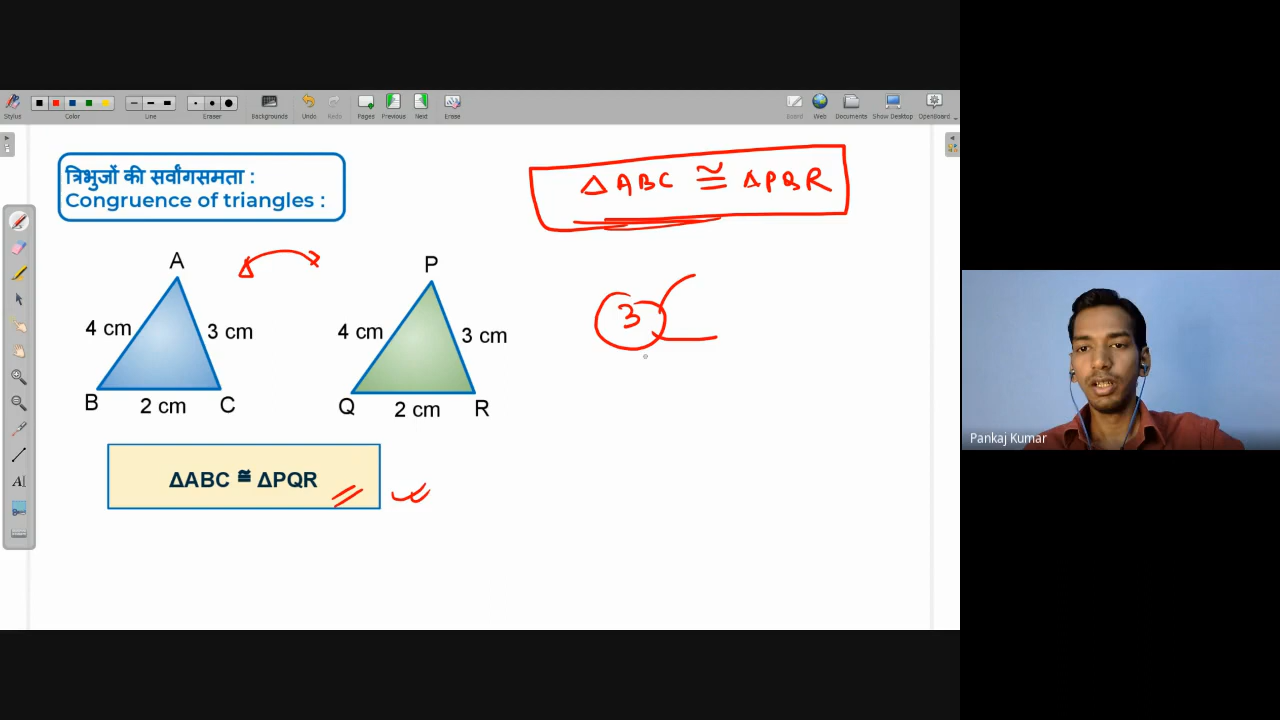 Stylus
Color
Line
Eraser
Backgrounds
Undo
Redo
Pages
Previous
Next
Erase
Board
Web
Documents
Show Desktop
OpenBoard
त्रिभुजों की सर्वांगसमता :
Congruence of triangles :
Δ ABC ≅ ΔPQR
A
P
4 cm
3 cm
4 cm
3 cm
3
B
2 cm
C
Q
2 cm
R
ΔABC ≅ ΔPQR
Pankaj Kumar
AI